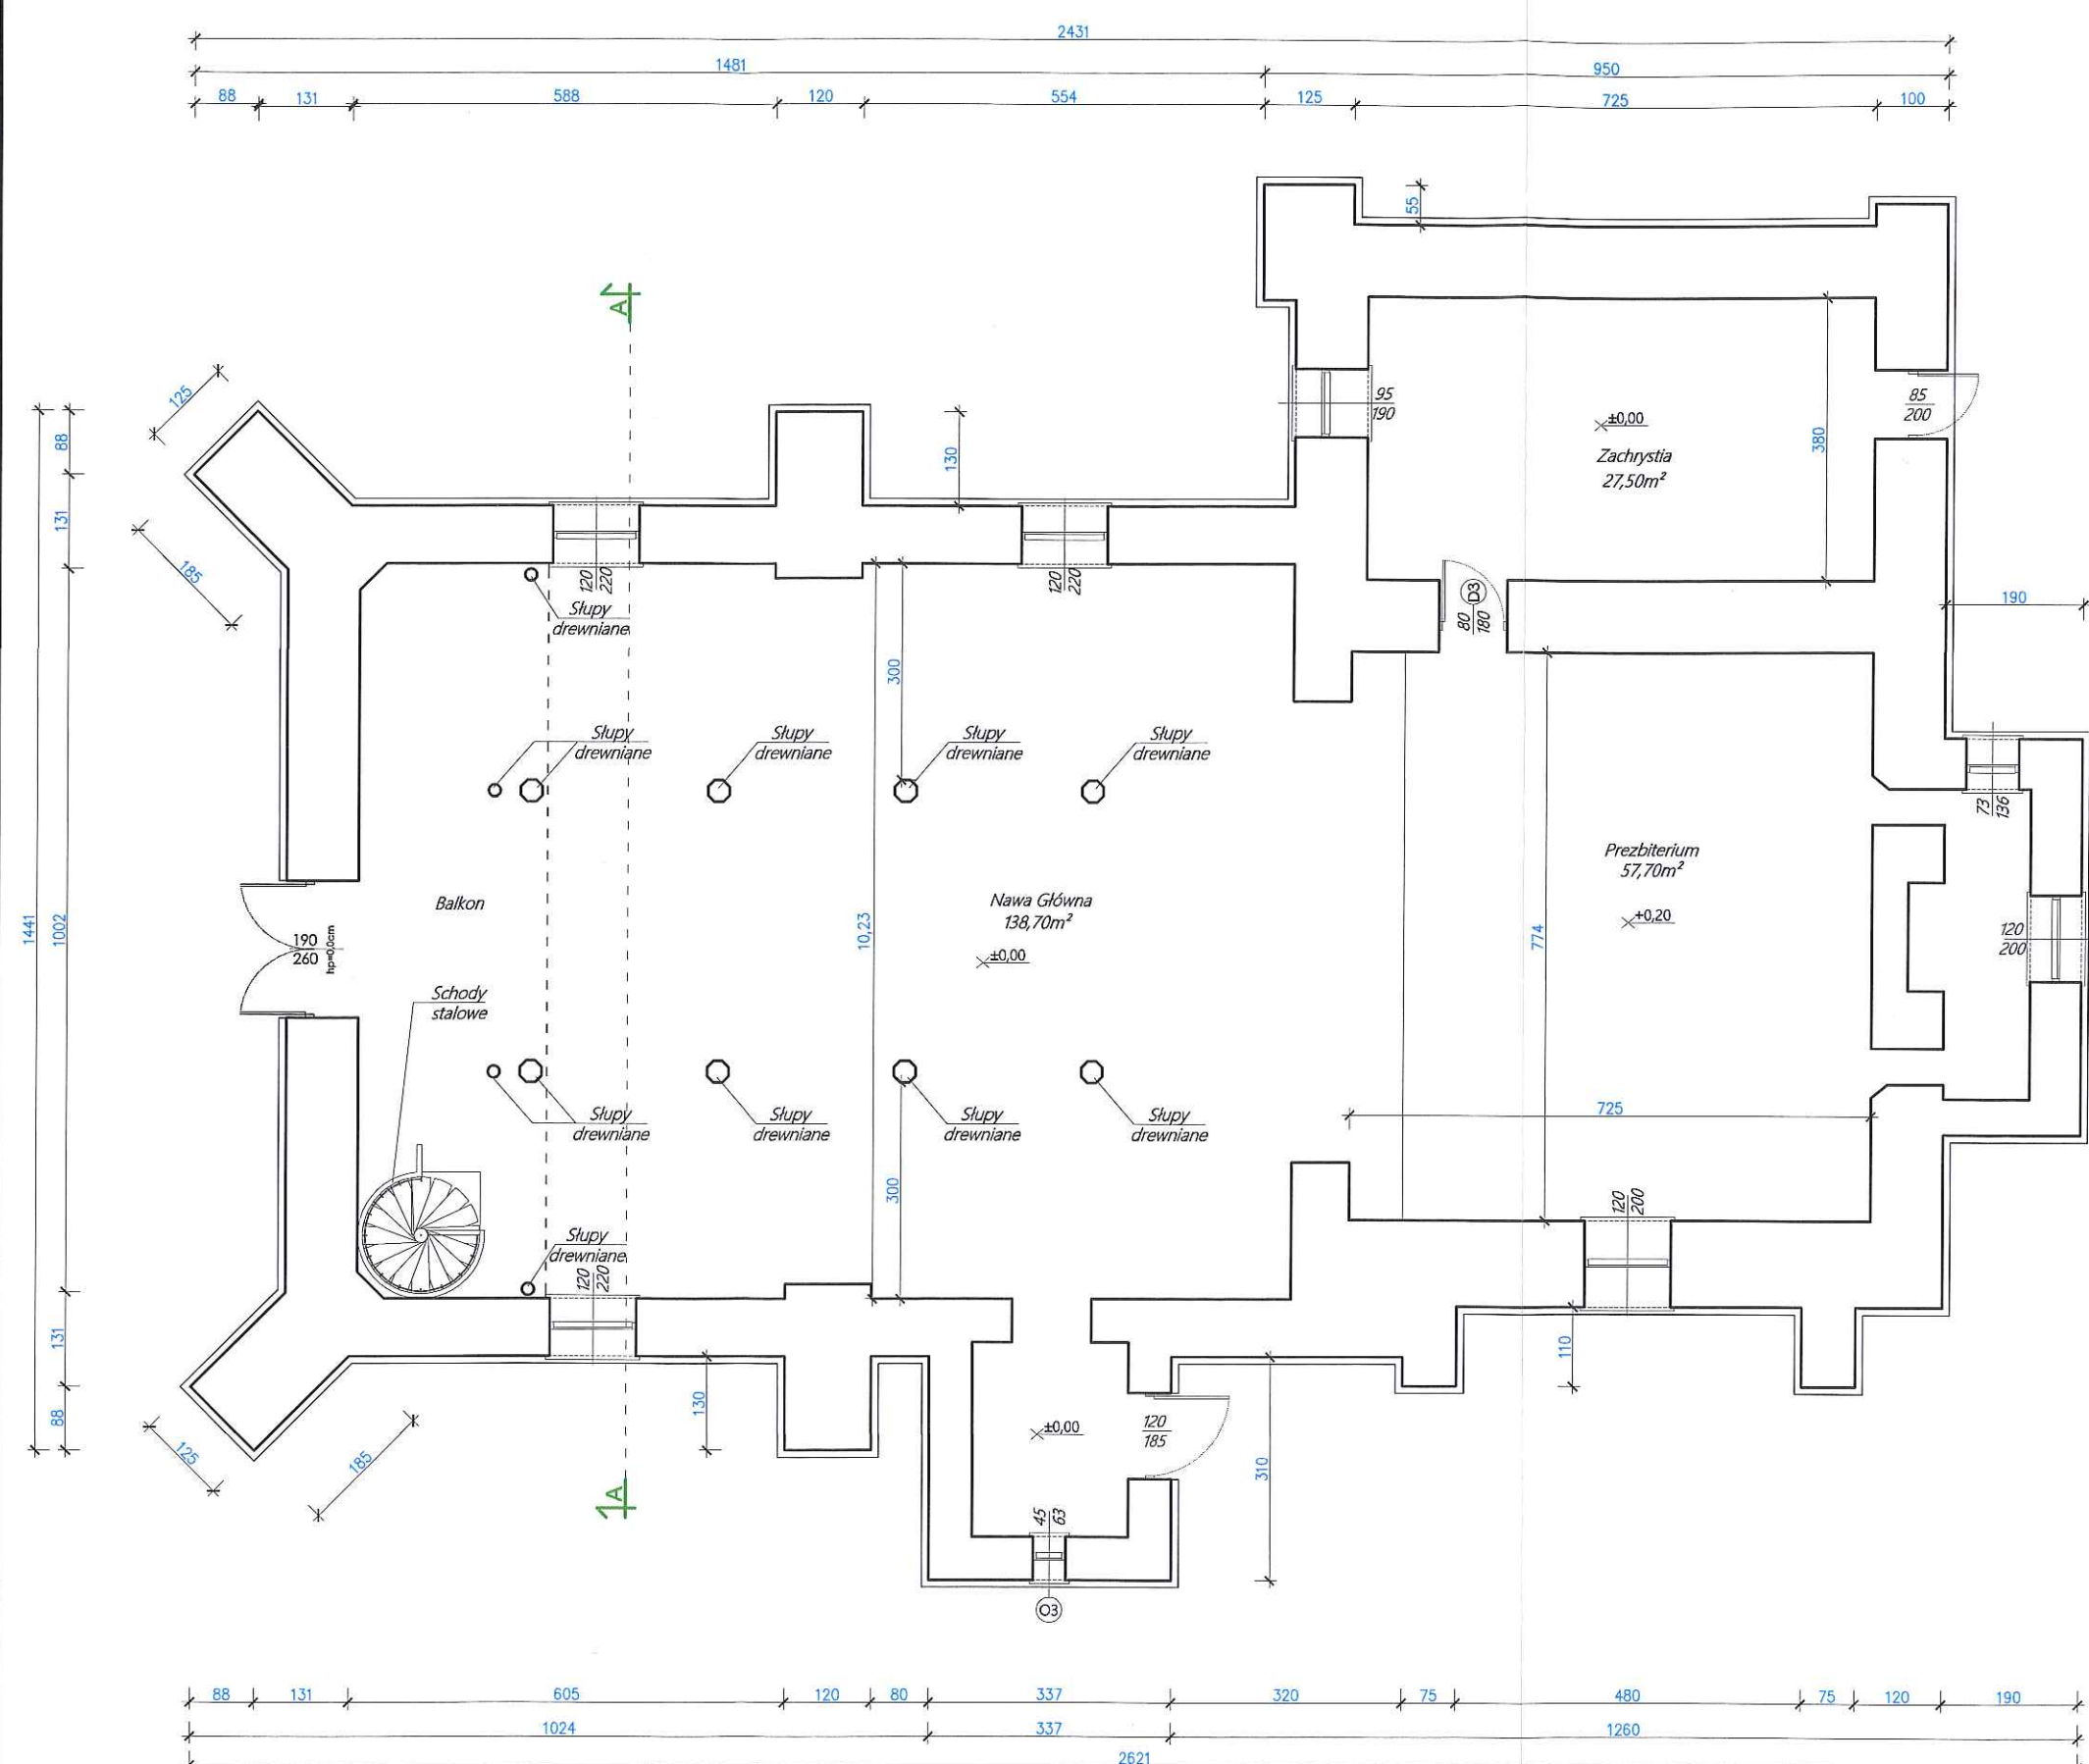 2431
1481
950
88
131
588
120
554
125
725
100
55
A
125
95
190
85
200
±0,00
Zachrystia
27,50m²
380
88
130
131
185
120
220
120
220
Słupy
drewniane
D3
80
180
190
300
1441
1002
Słupy
drewniane
Słupy
drewniane
Słupy
drewniane
Słupy
drewniane
73
136
Balkon
190
260
hp=0,0cm
10,23
Nawa Główna
138,70m²
±0,00
Prezbiterium
57,70m²
+0,20
774
120
200
Schody
stalowe
Słupy
drewniane
Słupy
drewniane
Słupy
drewniane
Słupy
drewniane
725
300
120
200
Słupy
drewniane
120
220
131
88
125
185
130
110
±0,00
120
185
310
A
45
63
O3
88
131
605
120
80
337
320
75
480
75
120
190
1024
337
1260
2621